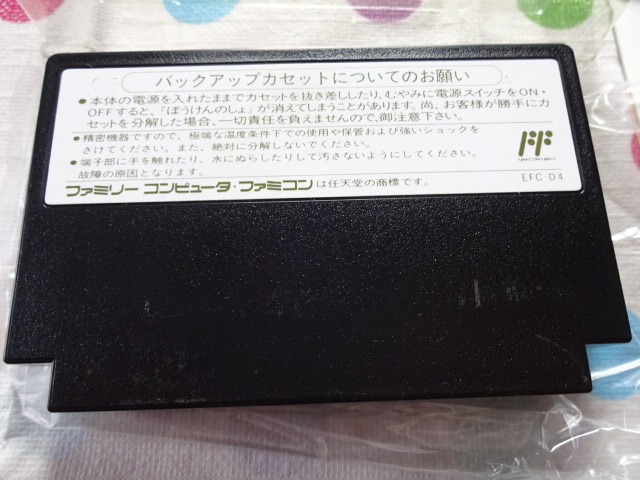 バックアップカセットについてのお願い
●本体の電源を入れたままでカセットを抜き差ししたり、むやみに電源スイッチをON・
OFFすると、「ぼうけんのしょ」が消えてしまうことがあります。尚、お客様が勝手にカ
セットを分解した場合、一切責任を負えませんので、御注意下さい。
●精密機器ですので、極端な温度条件下での使用や保管および強いショックを
さけてください。また、絶対に分解しないでください。
●端子部に手を触れたり、水にぬらしたりして汚さないようにしてください。
故障の原因となります。
ファミリーコンピュータ・ファミコンは任天堂の商標です。
EFC-D4